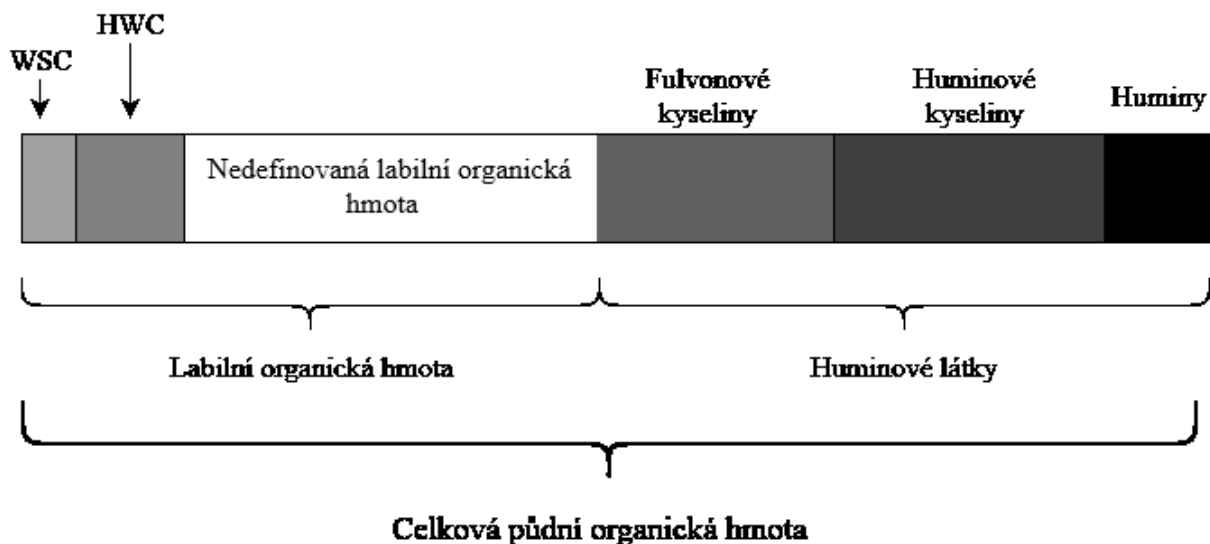 HWC
WSC
Fulvonové
kyseliny
Huminové
kyseliny
Huminy
Nedefinovaná labilní organická
hmota
Labilní organická hmota
Huminové látky
Celková půdní organická hmota